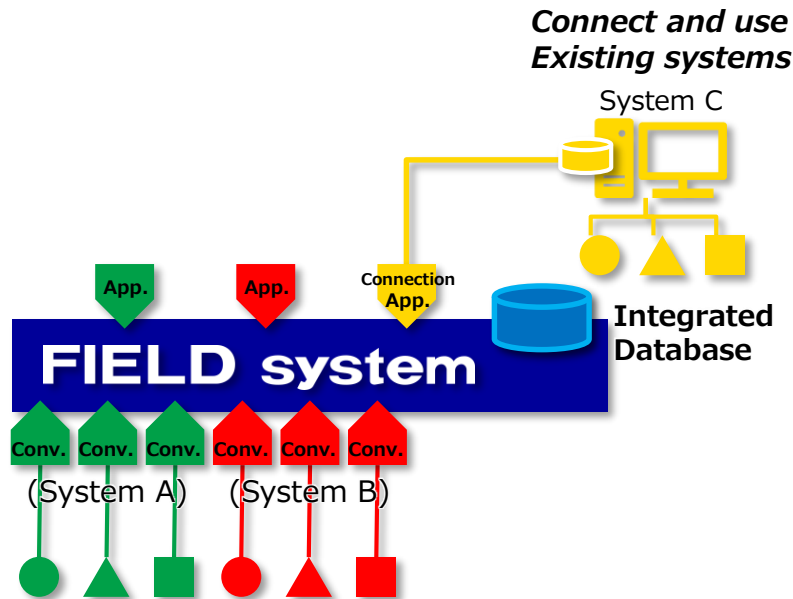 Connect and use
Existing systems
System C
App.
App.
Connection
App.
Integrated
Database
FIELD system
Conv.
Conv.
Conv.
Conv.
Conv.
Conv.
(System A)
(System B)